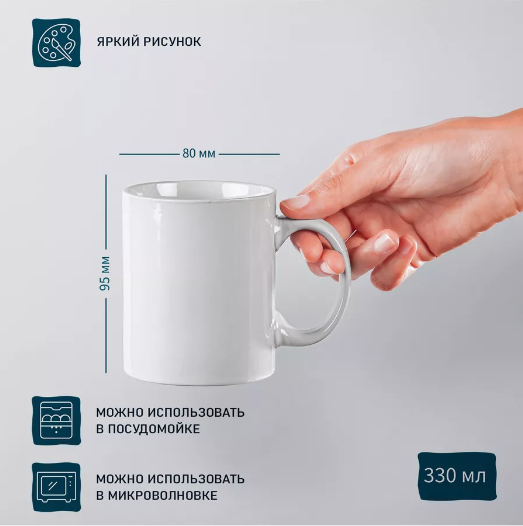 ЯРКИЙ РИСУНОК
80 мм
95 мм
МОЖНО ИСПОЛЬЗОВАТЬ
В ПОСУДОМОЙКЕ
МОЖНО ИСПОЛЬЗОВАТЬ
В МИКРОВОЛНОВКЕ
330 мл